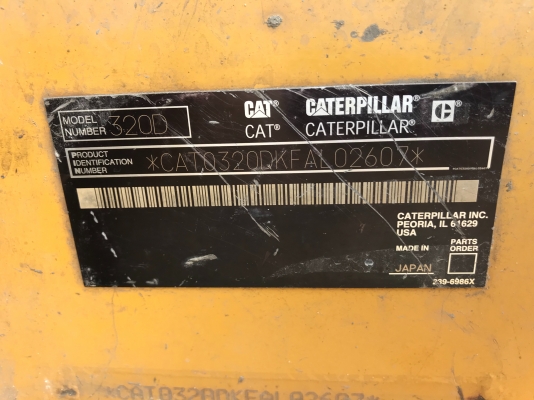 MODEL NUMBER 320D
CAT CATERPILLAR C
CAT® CATERPILLAR®
PRODUCT IDENTIFICATION NUMBER *CAT0320DKFAL02607*
CATERPILLAR INC.
PEORIA, IL 61629
USA
MADE IN
JAPAN
PARTS ORDER
239-6986X
*CAT0320DKFAL02607*